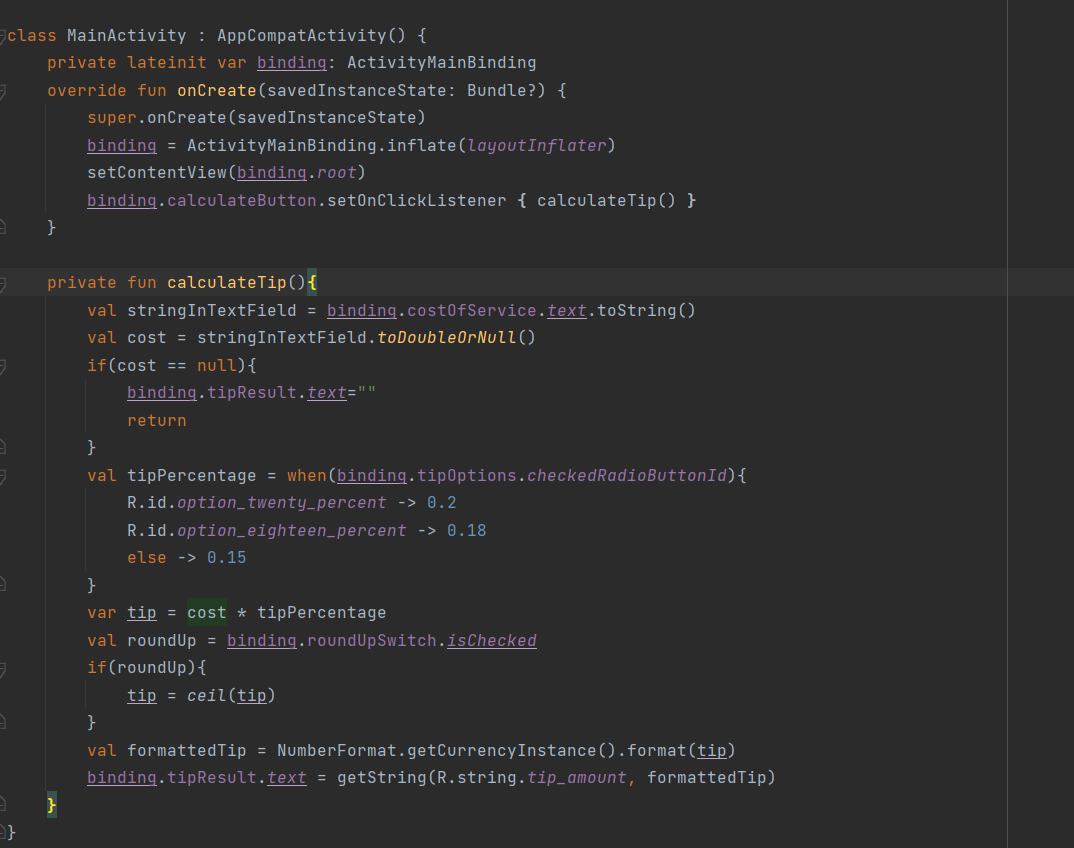 class MainActivity : AppCompatActivity() {
    private lateinit var binding: ActivityMainBinding
    override fun onCreate(savedInstanceState: Bundle?) {
        super.onCreate(savedInstanceState)
        binding = ActivityMainBinding.inflate(layoutInflater)
        setContentView(binding.root)
        binding.calculateButton.setOnClickListener { calculateTip() }
    }

    private fun calculateTip(){
        val stringInTextField = binding.costOfService.text.toString()
        val cost = stringInTextField.toDoubleOrNull()
        if(cost == null){
            binding.tipResult.text=""
            return
        }
        val tipPercentage = when(binding.tipOptions.checkedRadioButtonId){
            R.id.option_twenty_percent -> 0.2
            R.id.option_eighteen_percent -> 0.18
            else -> 0.15
        }
        var tip = cost * tipPercentage
        val roundUp = binding.roundUpSwitch.isChecked
        if(roundUp){
            tip = ceil(tip)
        }
        val formattedTip = NumberFormat.getCurrencyInstance().format(tip)
        binding.tipResult.text = getString(R.string.tip_amount, formattedTip)
    }
}